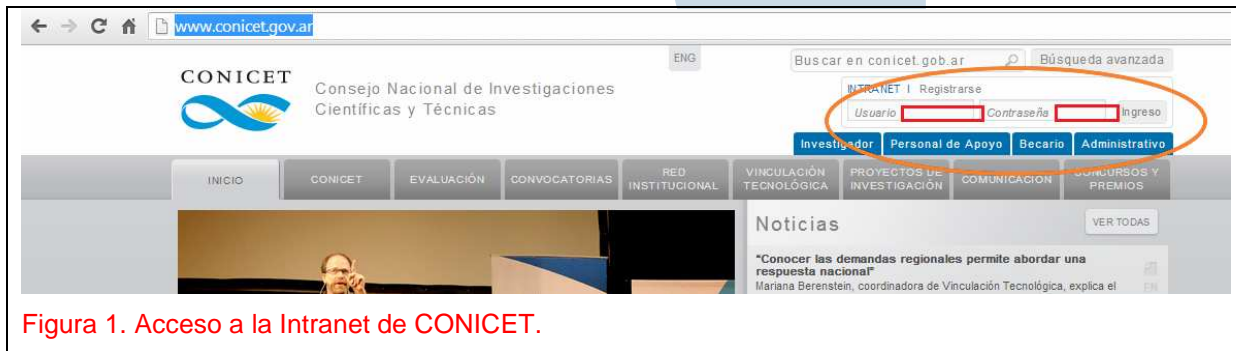 www.conicet.gov.ar
ENG
Buscar en conicet.gob.ar
Búsqueda avanzada
CONICET
Consejo Nacional de Investigaciones
Científicas y Técnicas
INTRANET | Registrarse
Usuario
Contraseña
Ingreso
Investigador
Personal de Apoyo
Becario
Administrativo
INICIO
CONICET
EVALUACIÓN
CONVOCATORIAS
RED
INSTITUCIONAL
VINCULACIÓN
TECNOLÓGICA
PROYECTOS DE
INVESTIGACIÓN
COMUNICACIÓN
CONCURSOS Y
PREMIOS
Noticias
VER TODAS
"Conocer las demandas regionales permite abordar una
respuesta nacional"
Mariana Berenstein, coordinadora de Vinculación Tecnológica, explica el
Figura 1. Acceso a la Intranet de CONICET.